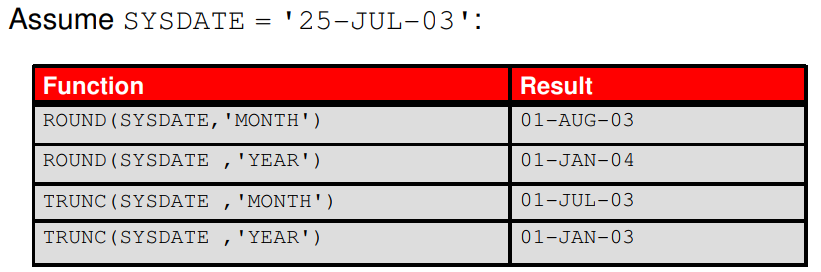 Assume SYSDATE = '25-JUL-03':
Function Result
ROUND(SYSDATE,'MONTH') 01-AUG-03
ROUND(SYSDATE ,'YEAR') 01-JAN-04
TRUNC(SYSDATE ,'MONTH') 01-JUL-03
TRUNC(SYSDATE ,'YEAR') 01-JAN-03